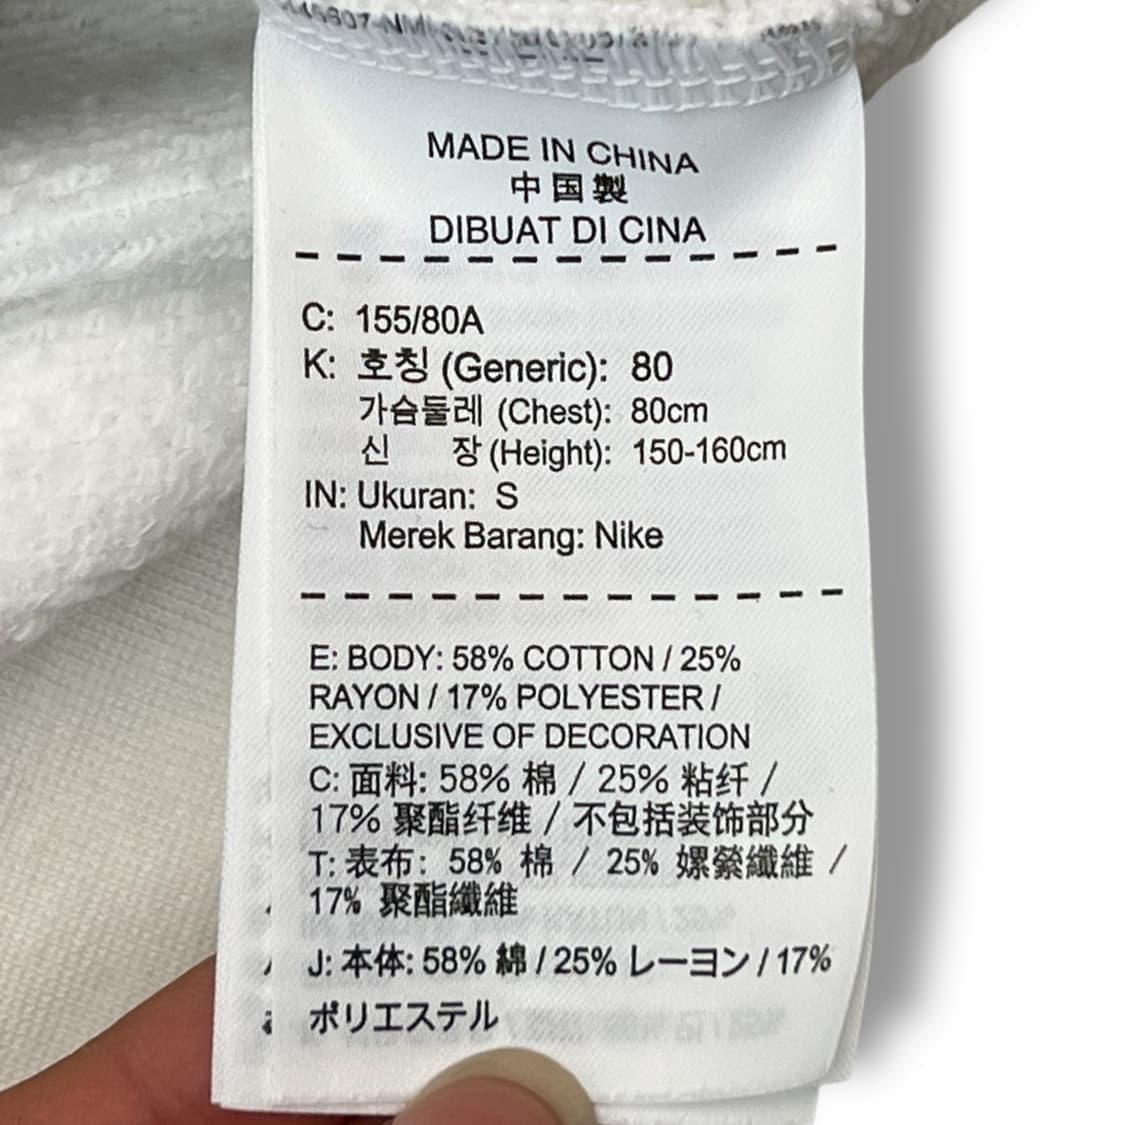 MADE IN CHINA
中国製
DIBUAT DI CINA
C: 155/80A
K: 호칭 (Generic): 80
가슴둘레 (Chest): 80cm
신 장 (Height): 150-160cm
IN: Ukuran: S
Merek Barang: Nike
E: BODY: 58% COTTON / 25%
RAYON / 17% POLYESTER /
EXCLUSIVE OF DECORATION
C: 面料: 58% 棉 / 25% 粘纤 /
17% 聚酯纤维 / 不包括装饰部分
T: 表布: 58% 棉 / 25% 嫘縈纖維 /
17% 聚酯纖維
J: 本体: 58% 綿 / 25% レーヨン / 17%
ポリエステル